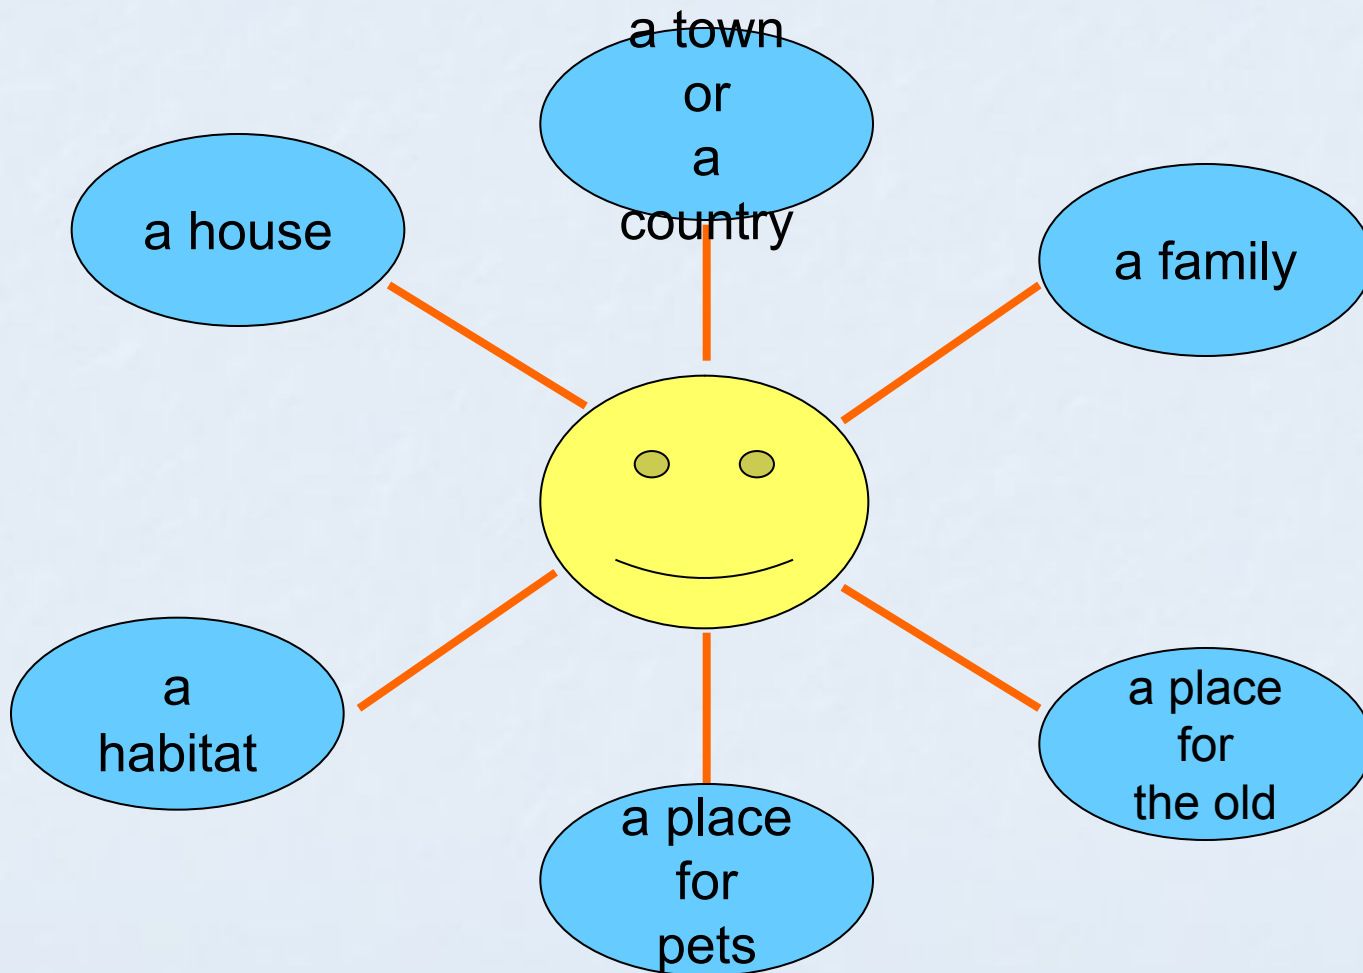 a town
or
a
country
a house
a family
a
habitat
a place
for
the old
a place
for
pets